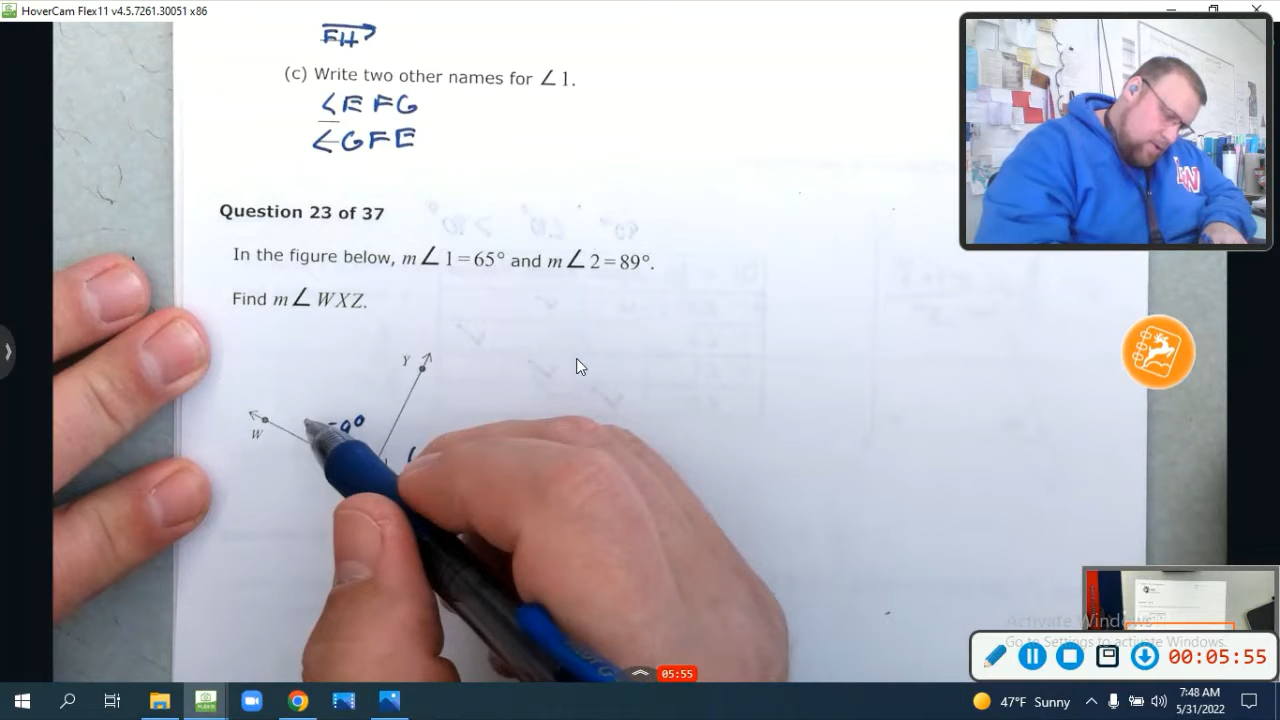 HoverCam Flex11 v4.5.7261.30051 x86
FH
(c) Write two other names for ∠1.
∠EFG
∠GFE
Question 23 of 37
In the figure below, m∠1=65° and m∠2=89°.
Find m∠WXZ.
Y
W
Activate Windows
Go to Settings to activate Windows.
00:05:55
05:55
47°F Sunny
7:48 AM
5/31/2022